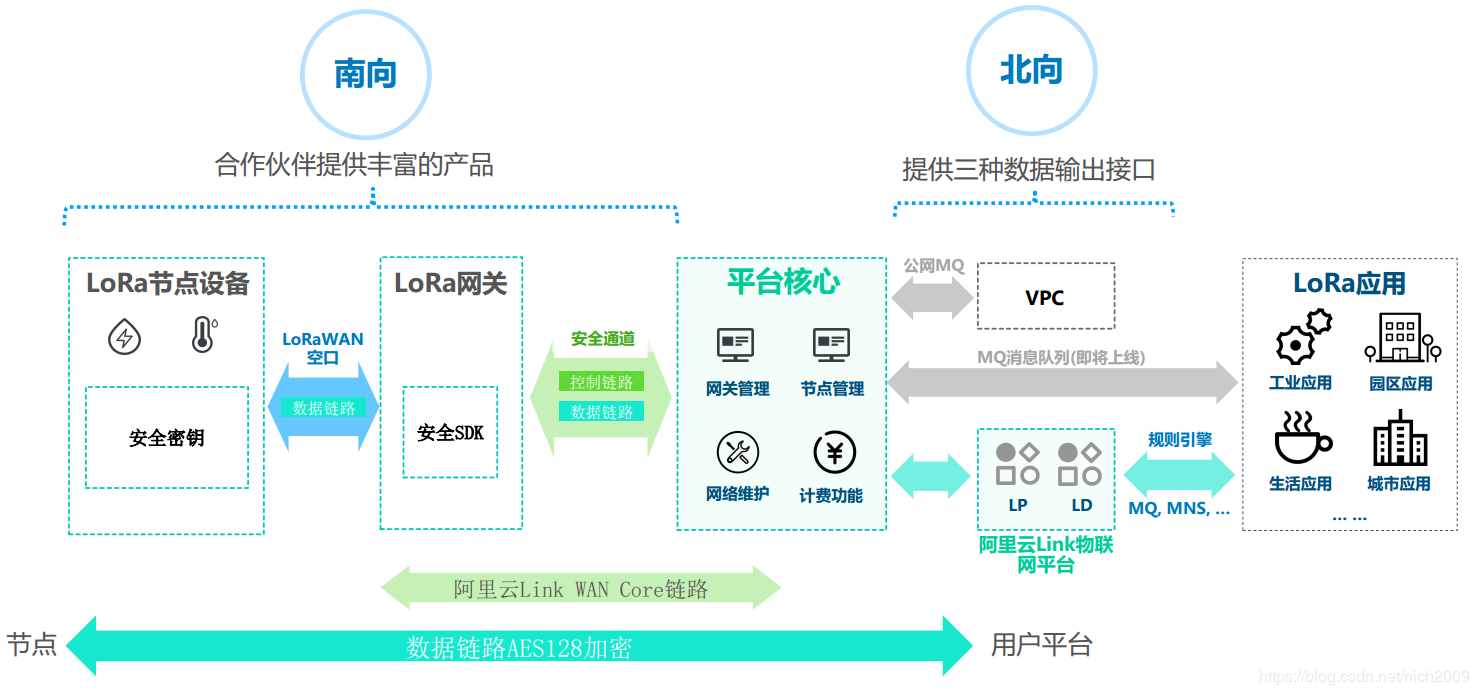 南向
北向
合作伙伴提供丰富的产品
提供三种数据输出接口
LoRa节点设备
安全密钥
LoRaWAN
空口
数据链路
LoRa网关
安全SDK
安全通道
控制链路
数据链路
平台核心
网关管理
节点管理
网络维护
计费功能
公网MQ
VPC
MQ消息队列(即将上线)
LP
LD
阿里云Link物联
网平台
规则引擎
MQ, MNS, ...
LoRa应用
工业应用
园区应用
生活应用
城市应用
... ...
阿里云Link WAN Core链路
节点
数据链路AES128加密
用户平台
https://blog.csdn.net/nich2009